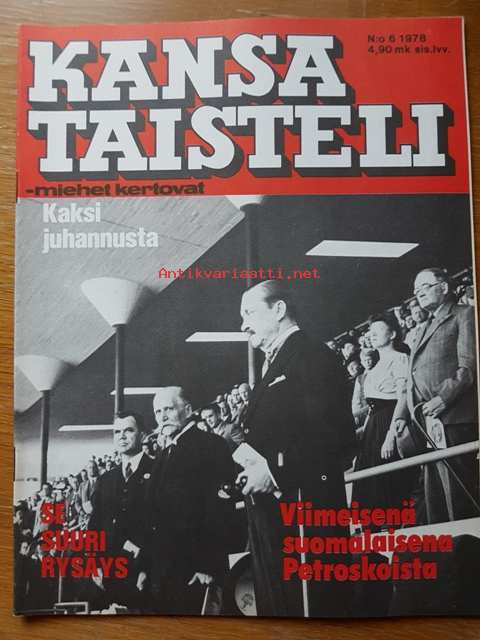 N:o 6 1978
4,90 mk sis.lvv.
KANSA
TAISTELI
-miehet kertovat
Kaksi
juhannusta
Antikvariaatti.net
SE
SUURI
RYSÄYS
Viimeisenä
suomalaisena
Petroskoista